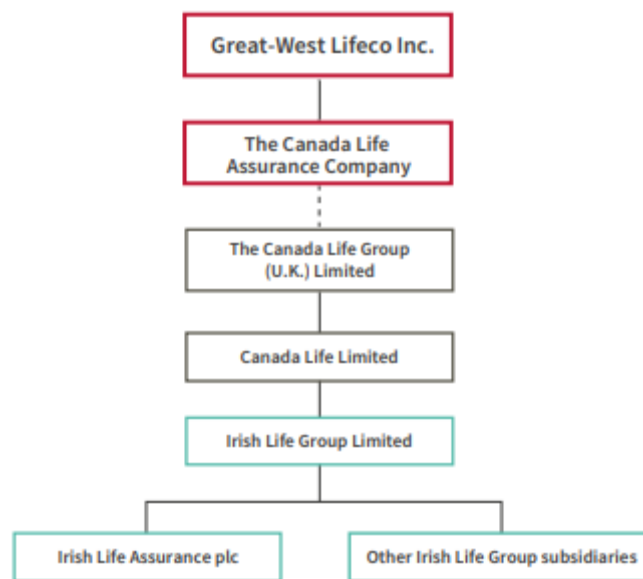 Great-West Lifeco Inc.
The Canada Life
Assurance Company
The Canada Life Group
(U.K.) Limited
Canada Life Limited
Irish Life Group Limited
Irish Life Assurance plc
Other Irish Life Group subsidiaries